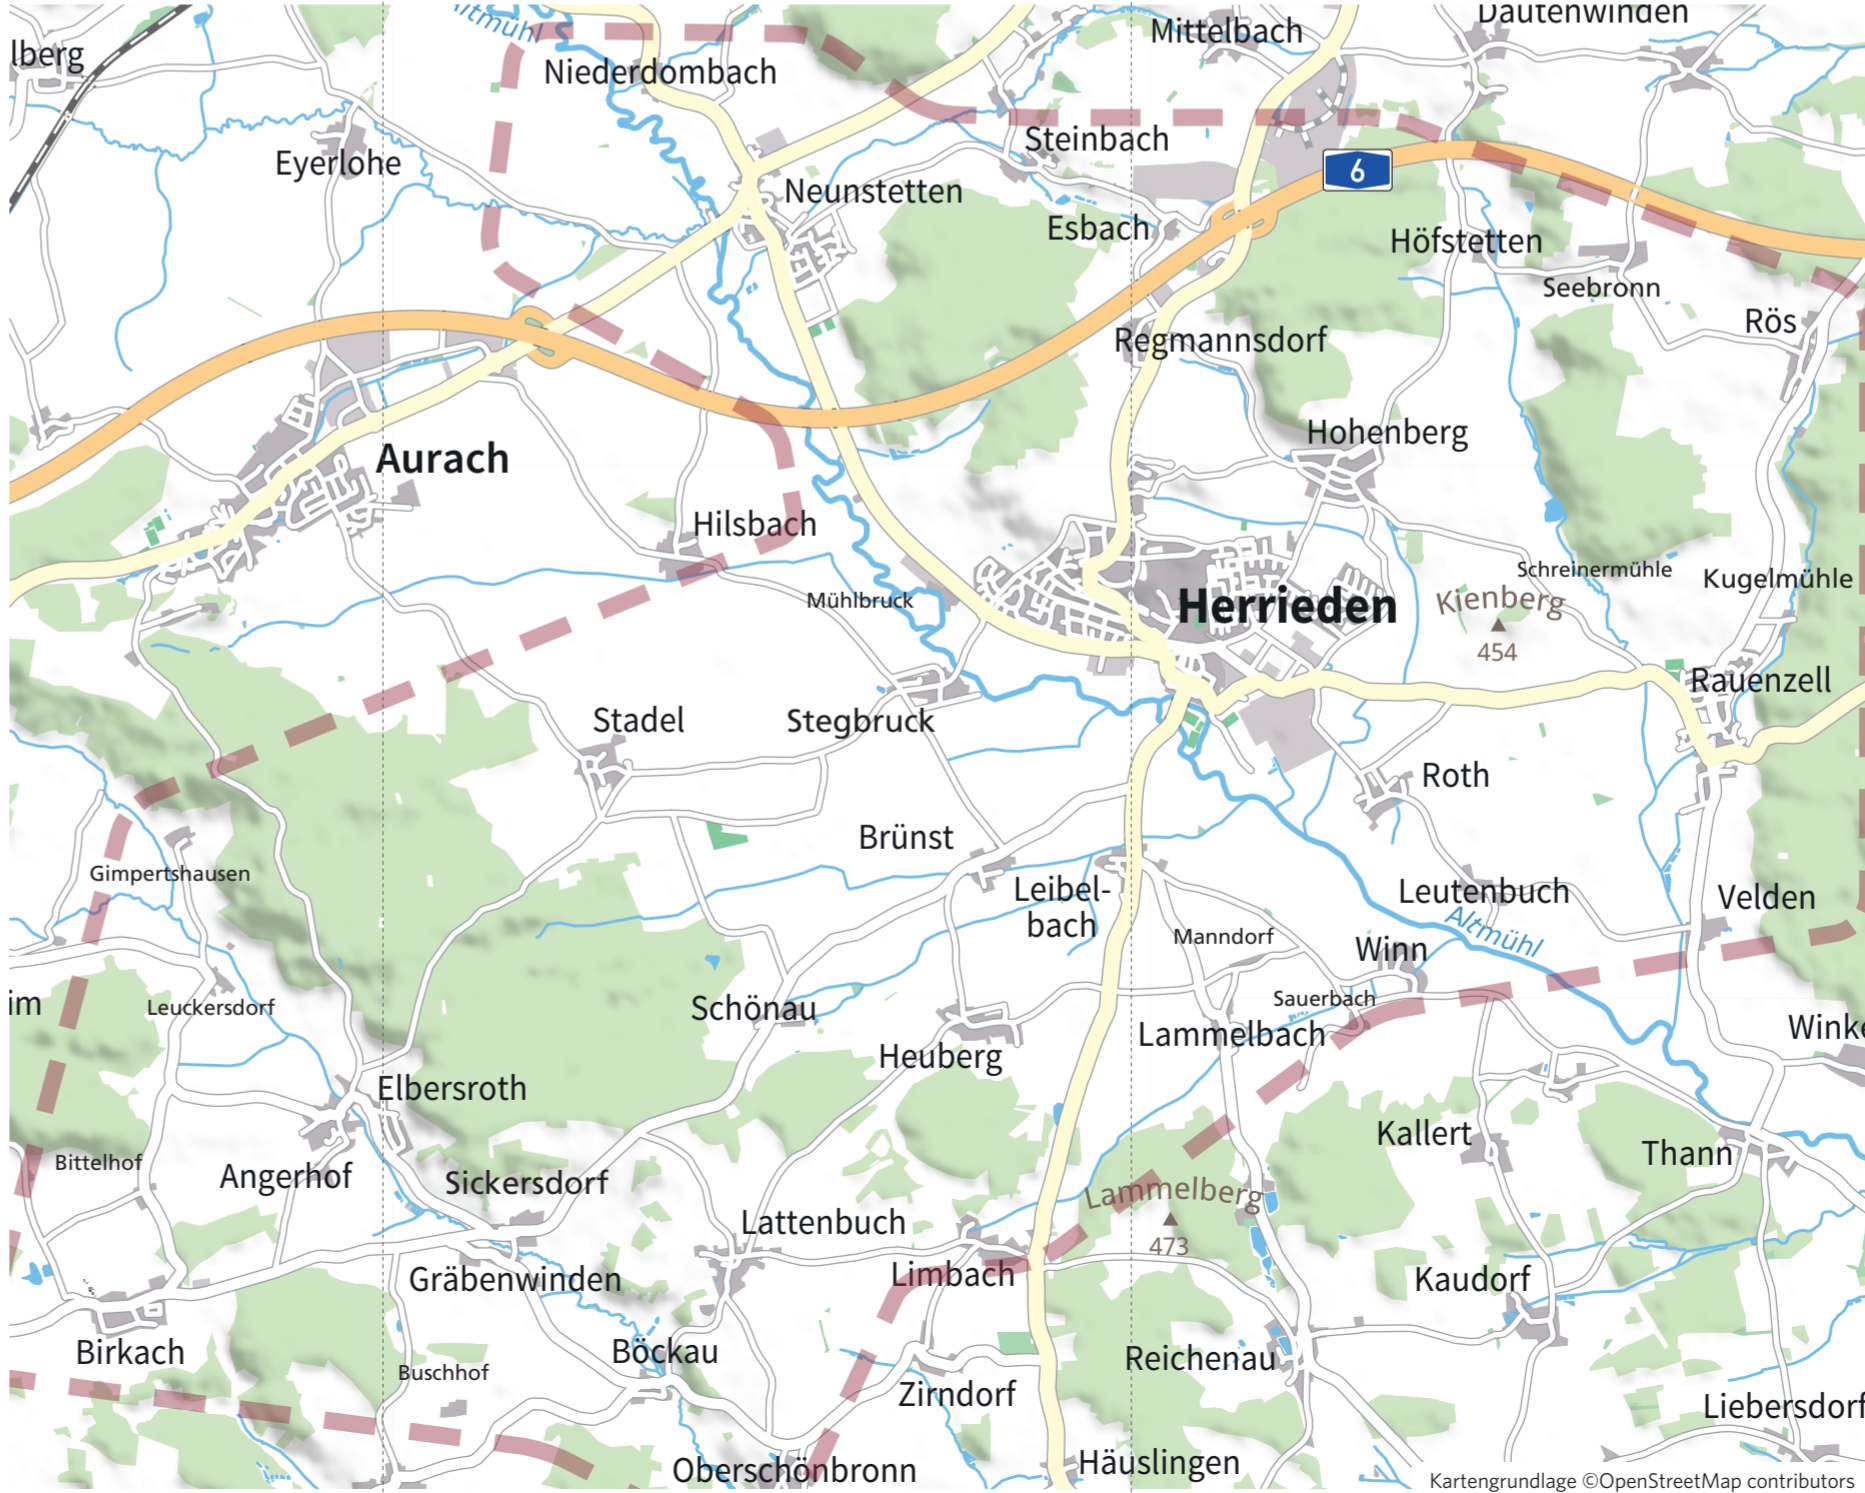 Altmühl
Mittelbach
Dautenwinden
lberg
Niederdombach
Steinbach
Eyerlohe
6
Neunstetten
Esbach
Höfstetten
Seebronn
Rös
Regmannsdorf
Hohenberg
Aurach
Hilsbach
Schreinermühle
Kugelmühle
Mühlbruck
Herrieden
Kienberg
454
Rauenzell
Stadel
Stegbruck
Roth
Brünst
Gimpertshausen
Leibel-
bach
Leutenbuch
Velden
Altmühl
Manndorf
Winn
im
Leuckersdorf
Schönau
Sauerbach
Lammelbach
Winke
Heuberg
Elbersroth
Kallert
Thann
Bittelhof
Angerhof
Sickersdorf
Lammelberg
473
Lattenbuch
Limbach
Gräbenwinden
Kaudorf
Birkach
Böckau
Buschhof
Reichenau
Zirndorf
Liebersdorf
Oberschönbronn
Häuslingen
Kartengrundlage ©OpenStreetMap contributors